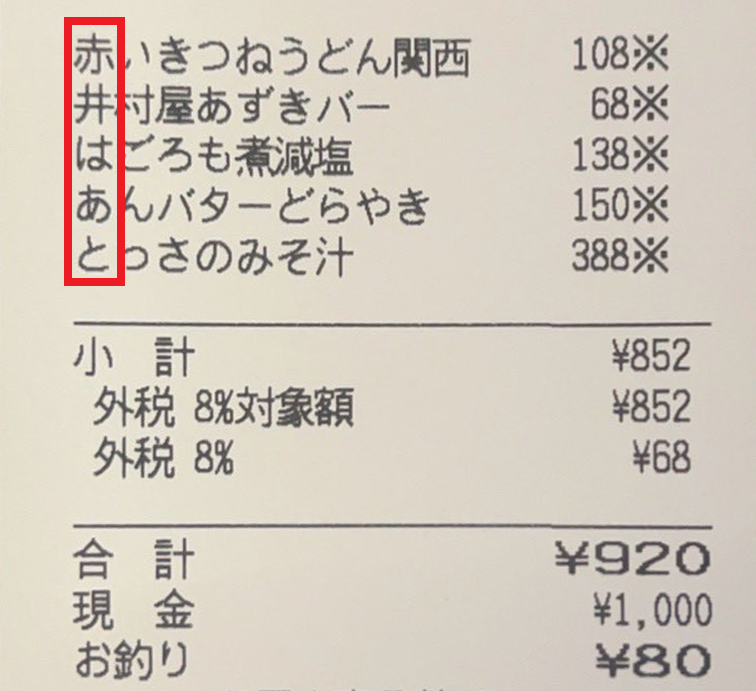 赤いきつねうどん関西 108※
井村屋あずきバー 68※
はごろも煮減塩 138※
あんバターどらやき 150※
とっさのみそ汁 388※
小 計 ¥852
外税 8%対象額 ¥852
外税 8% ¥68
合 計 ¥920
現 金 ¥1,000
お釣り ¥80